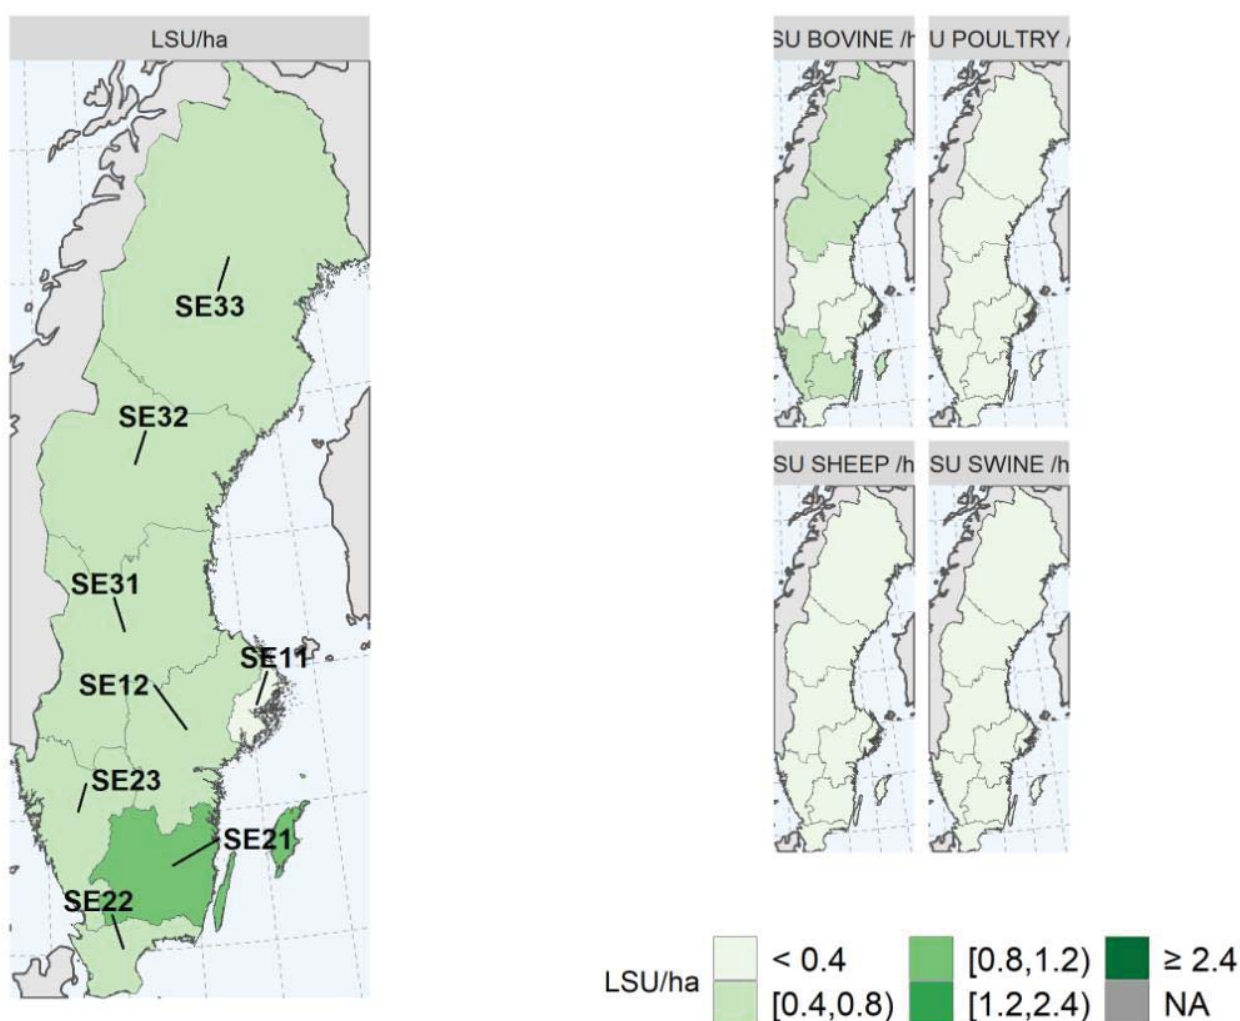 LSU/ha
SU BOVINE /h
U POULTRY /
SE33
SE32
SE31
SE11
SE12
SE23
SE21
SE22
SU SHEEP /h
SU SWINE /h
LSU/ha
< 0.4
[0.4,0.8)
[0.8,1.2)
[1.2,2.4)
≥ 2.4
NA